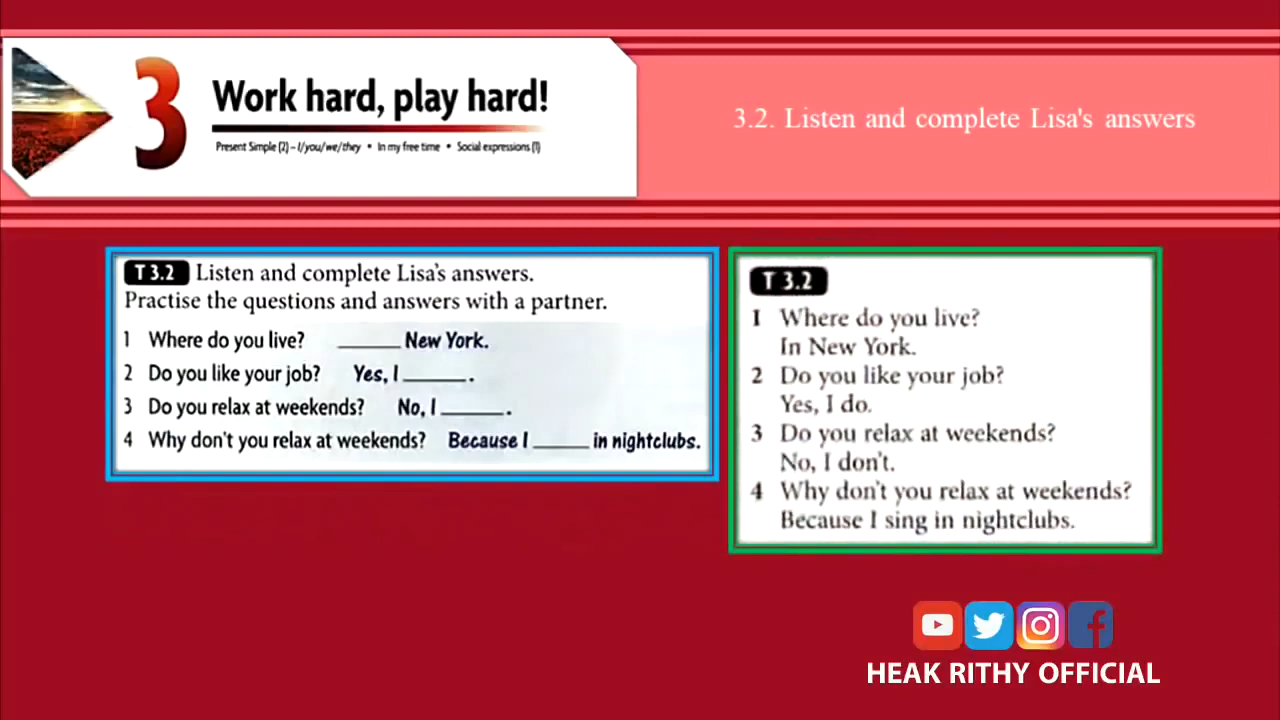 3 Work hard, play hard!
Present Simple (2) – I/you/we/they • In my free time • Social expressions (1)
3.2. Listen and complete Lisa's answers
T 3.2 Listen and complete Lisa's answers.
Practise the questions and answers with a partner.
1 Where do you live? ______ New York.
2 Do you like your job? Yes, I ______ .
3 Do you relax at weekends? No, I ______ .
4 Why don't you relax at weekends? Because I ______ in nightclubs.
T 3.2
1 Where do you live?
In New York.
2 Do you like your job?
Yes, I do.
3 Do you relax at weekends?
No, I don't.
4 Why don't you relax at weekends?
Because I sing in nightclubs.
HEAK RITHY OFFICIAL